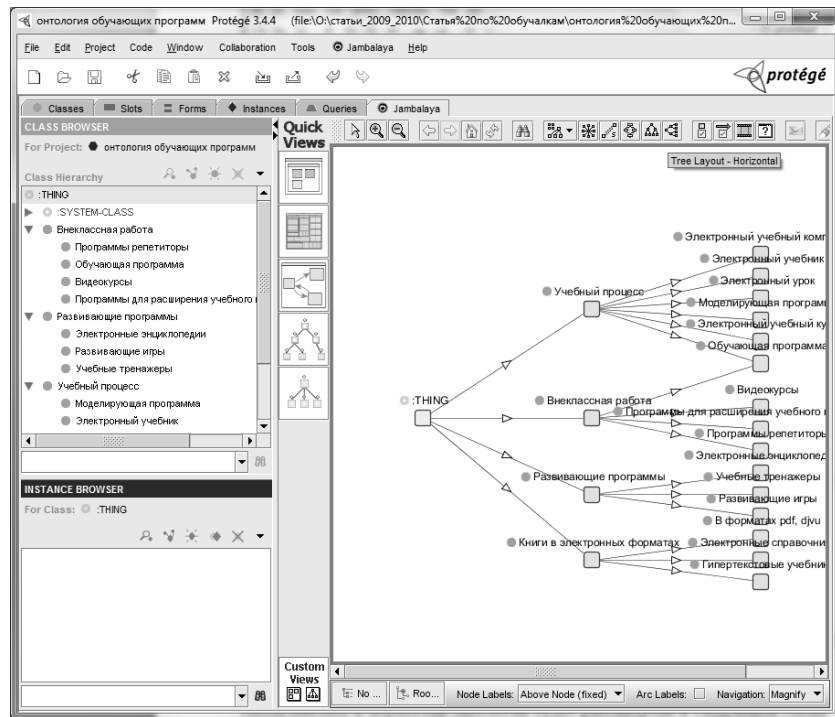 онтология обучающих программ Protégé 3.4.4 (file:\O:\статьи_2009_2010\Статья%20по%20обучалкам\онтология%20обучающих%20п...
File Edit Project Code Window Collaboration Tools Jambalaya Help
protégé
Classes Slots Forms Instances Queries Jambalaya
CLASS BROWSER
For Project: онтология обучающих программ
Class Hierarchy
:THING
:SYSTEM-CLASS
Внеклассная работа
Программы репетиторы
Обучающая программа
Видеокурсы
Программы для расширения учебного
Развивающие программы
Электронные энциклопедии
Развивающие игры
Учебные тренажеры
Учебный процесс
Моделирующая программа
Электронный учебник
INSTANCE BROWSER
For Class: :THING
Quick Views
Custom Views
Tree Layout - Horizontal
Электронный учебный комп
Электронный учебник
Электронный урок
Учебный процесс
Моделирующая програм
Электронный учебный ку
Обучающая программа
Видеокурсы
:THING
Внеклассная работа
Программы для расширения учебного
Программы репетиторы
Электронные энциклопед
Развивающие программы
Учебные тренажеры
Развивающие игры
В форматах pdf, djvu
Книги в электронных форматах
Электронные справочни
Гипертекстовые учебник
No ... Roo... Node Labels: Above Node (fixed) Arc Labels: Navigation: Magnify